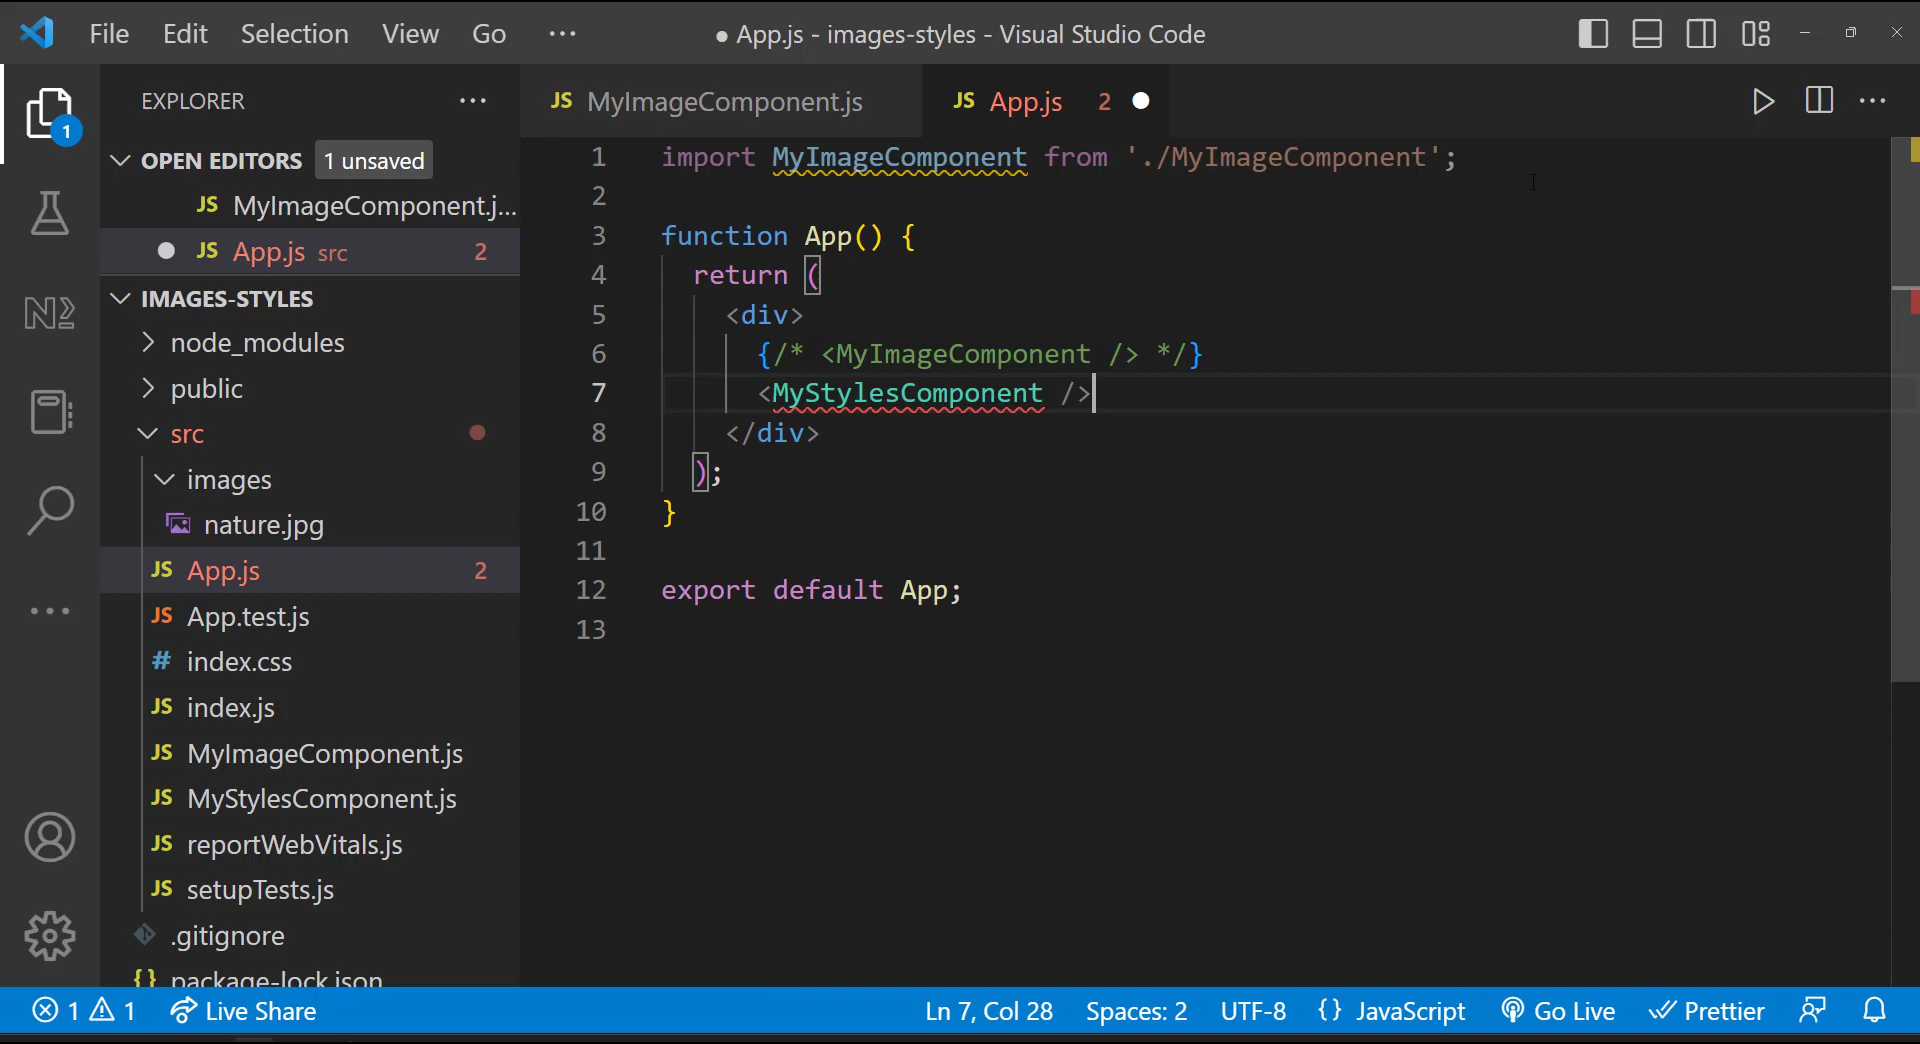 File Edit Selection View Go ··· ● App.js - images-styles - Visual Studio Code
EXPLORER ···
1
OPEN EDITORS 1 unsaved
JS MyImageComponent.j...
● JS App.js src 2
IMAGES-STYLES
node_modules
public
src
images
nature.jpg
JS App.js 2
JS App.test.js
# index.css
JS index.js
JS MyImageComponent.js
JS MyStylesComponent.js
JS reportWebVitals.js
JS setupTests.js
.gitignore
{} package-lock.json
JS MyImageComponent.js JS App.js 2 ●
1 import MyImageComponent from './MyImageComponent';
2
3 function App() {
4 return (
5 <div>
6 {/* <MyImageComponent /> */}
7 <MyStylesComponent />
8 </div>
9 );
10 }
11
12 export default App;
13
1 1 Live Share Ln 7, Col 28 Spaces: 2 UTF-8 {} JavaScript Go Live Prettier